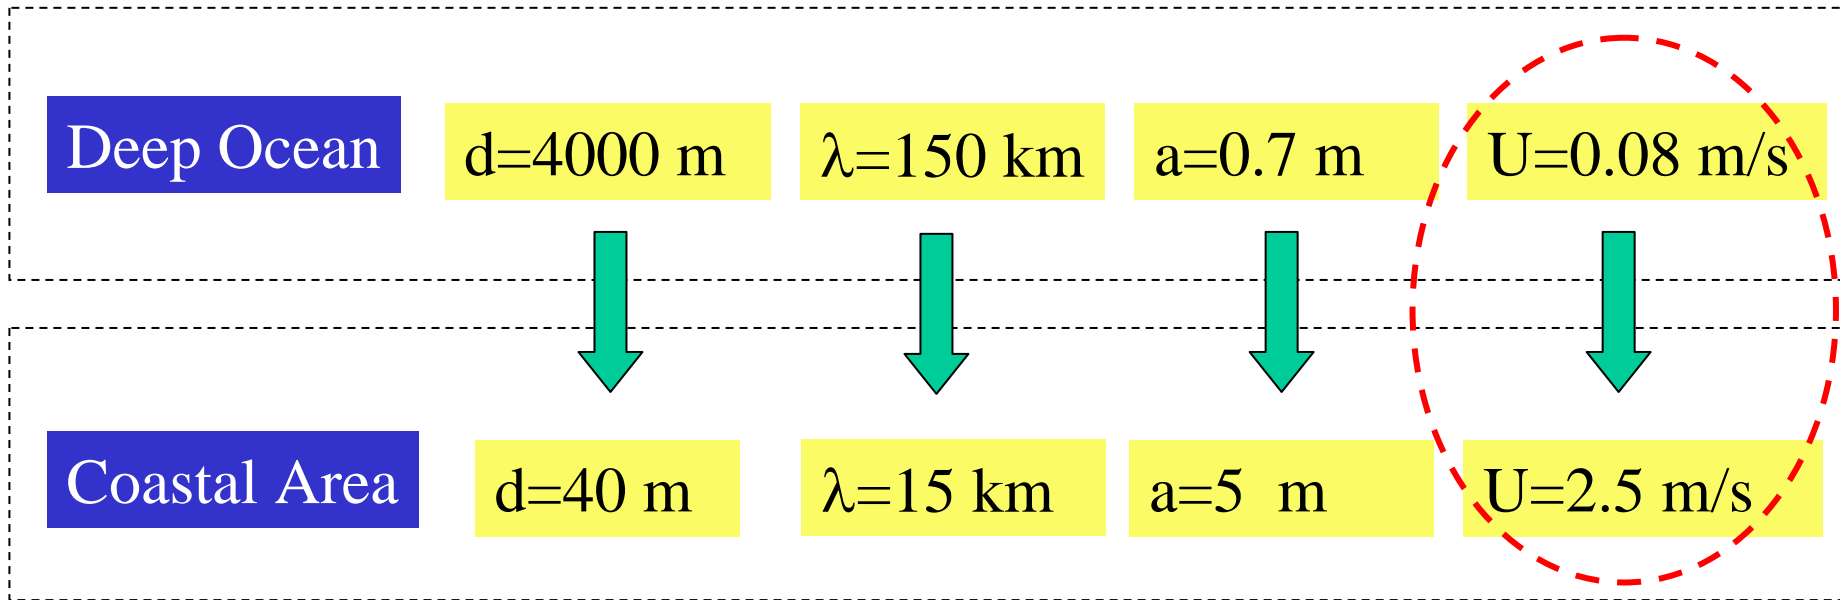 Deep Ocean d=4000 m λ=150 km a=0.7 m U=0.08 m/s
Coastal Area d=40 m λ=15 km a=5 m U=2.5 m/s